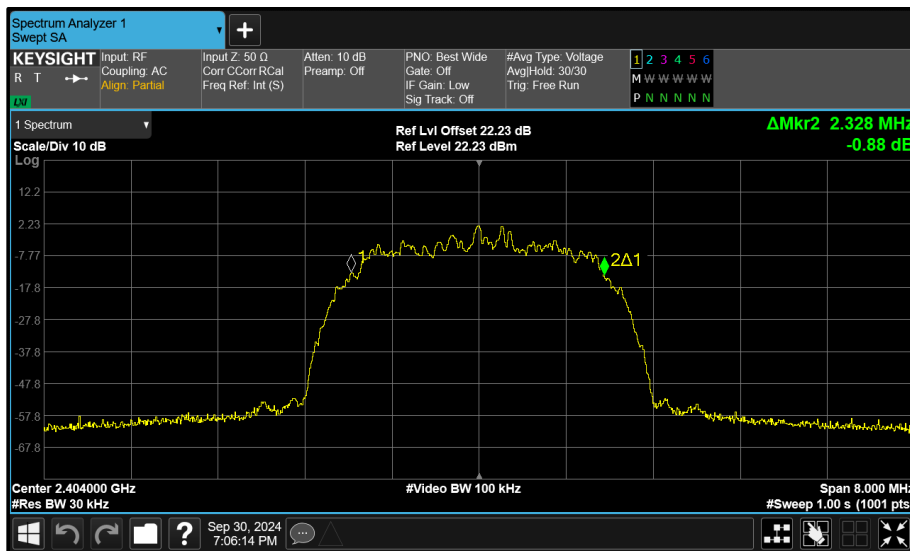 Spectrum Analyzer 1
Swept SA
KEYSIGHT
R T
LXI
Input: RF
Coupling: AC
Align: Partial
Input Z: 50 Ω
Corr CCorr RCal
Freq Ref: Int (S)
Atten: 10 dB
Preamp: Off
PNO: Best Wide
Gate: Off
IF Gain: Low
Sig Track: Off
#Avg Type: Voltage
Avg|Hold: 30/30
Trig: Free Run
1 2 3 4 5 6
M W W W W W
P N N N N N
1 Spectrum
Scale/Div 10 dB
Log
Ref Lvl Offset 22.23 dB
Ref Level 22.23 dBm
ΔMkr2 2.328 MHz
-0.88 dB
12.2
2.23
-7.77
-17.8
-27.8
-37.8
-47.8
-57.8
-67.8
1
2Δ1
Center 2.404000 GHz
#Video BW 100 kHz
Span 8.000 MHz
#Res BW 30 kHz
#Sweep 1.00 s (1001 pts
?
Sep 30, 2024
7:06:14 PM